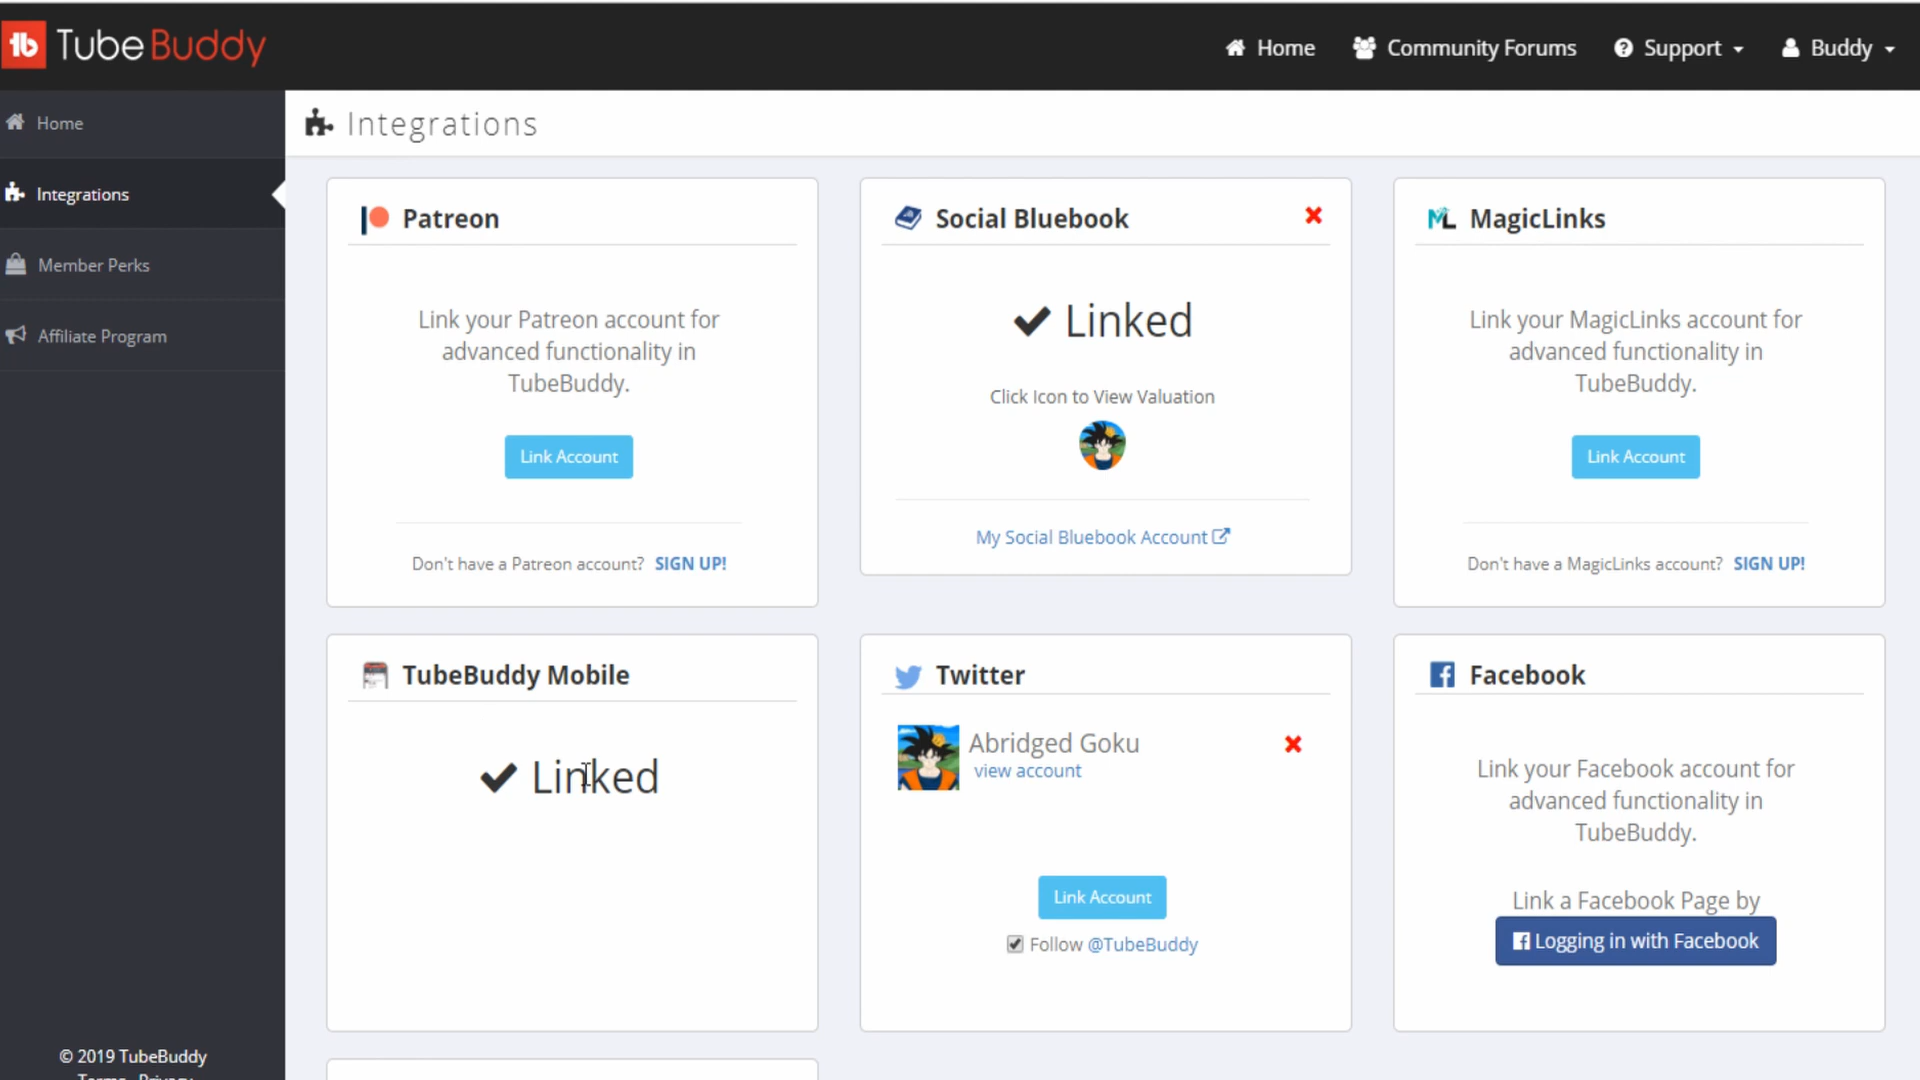 tb TubeBuddy
Home
Community Forums
Support
Buddy
Home
Integrations
Member Perks
Affiliate Program
© 2019 TubeBuddy
Terms - Privacy
Integrations
Patreon
Link your Patreon account for
advanced functionality in
TubeBuddy.
Link Account
Don't have a Patreon account? SIGN UP!
Social Bluebook
Linked
Click Icon to View Valuation
My Social Bluebook Account
ML MagicLinks
Link your MagicLinks account for
advanced functionality in
TubeBuddy.
Link Account
Don't have a MagicLinks account? SIGN UP!
TubeBuddy Mobile
Linked
Twitter
Abridged Goku
view account
Link Account
Follow @TubeBuddy
Facebook
Link your Facebook account for
advanced functionality in
TubeBuddy.
Link a Facebook Page by
Logging in with Facebook